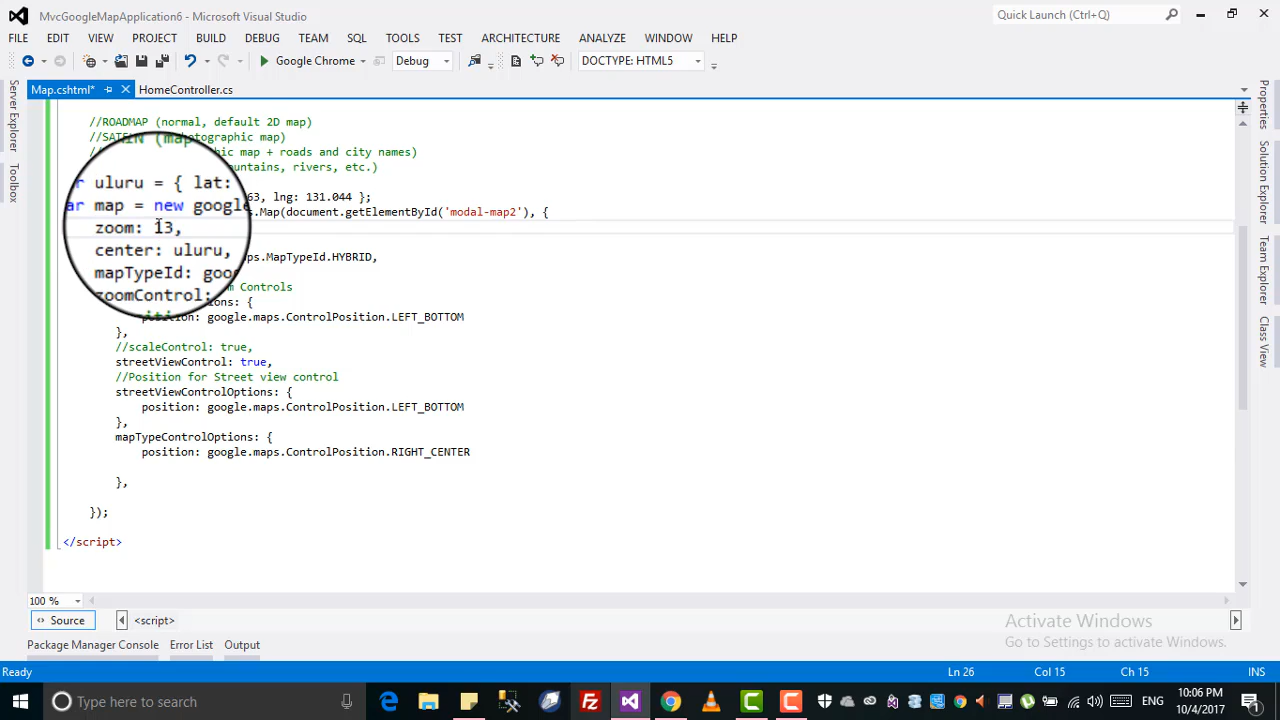 MvcGoogleMapApplication6 - Microsoft Visual Studio
Quick Launch (Ctrl+Q)
FILE EDIT VIEW PROJECT BUILD DEBUG TEAM SQL TOOLS TEST ARCHITECTURE ANALYZE WINDOW HELP
Google Chrome Debug DOCTYPE: HTML5
Map.cshtml* HomeController.cs
Server Explorer
Toolbox
Properties
Solution Explorer
Team Explorer
Class View
//ROADMAP (normal, default 2D map)
photographic map)
map + roads and city names)
rivers, etc.)
uluru = { lat: 63, lng: 131.044 };
map = new google s.Map(document.getElementById('modal-map2'), {
zoom: 13,
center: uluru,
mapTypeId: goo ps.MapTypeId.HYBRID,
zoomControl:
Controls
position: google.maps.ControlPosition.LEFT_BOTTOM
},
//scaleControl: true,
streetViewControl: true,
//Position for Street view control
streetViewControlOptions: {
position: google.maps.ControlPosition.LEFT_BOTTOM
},
mapTypeControlOptions: {
position: google.maps.ControlPosition.RIGHT_CENTER
},
});
</script>
100 %
Source <script>
Activate Windows
Go to Settings to activate Windows.
Package Manager Console Error List Output
Ready Ln 26 Col 15 Ch 15 INS
Type here to search
ENG
10:06 PM
10/4/2017